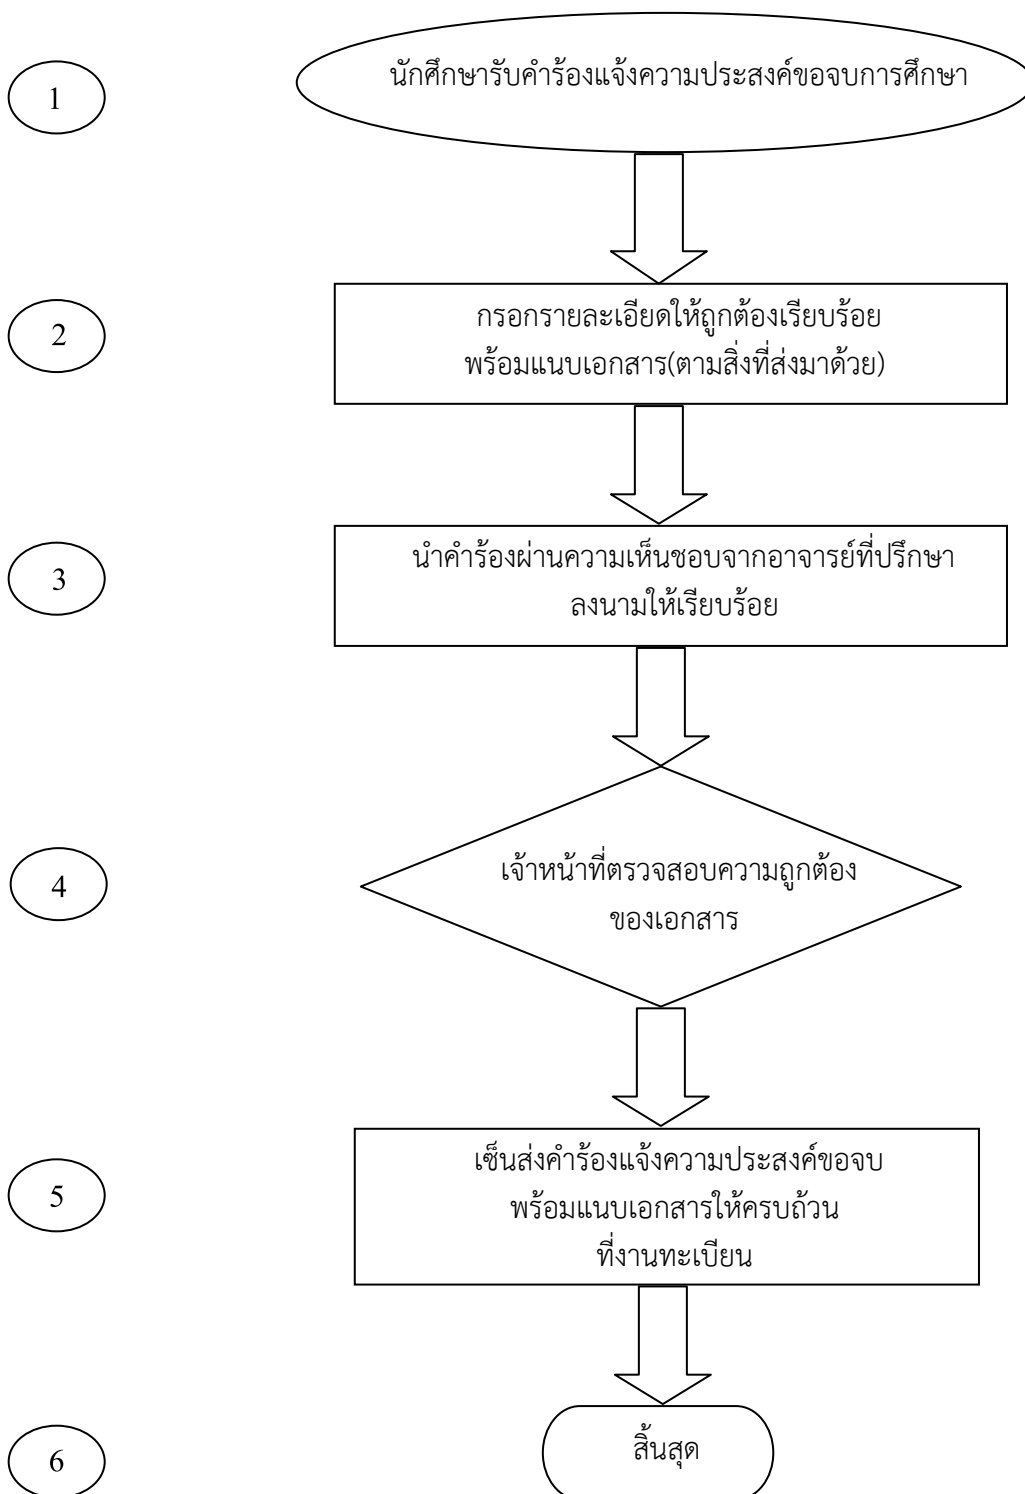 1
นักศึกษารับคำร้องแจ้งความประสงค์ขอจบการศึกษา
2
กรอกรายละเอียดให้ถูกต้องเรียบร้อย
พร้อมแนบเอกสาร(ตามสิ่งที่ส่งมาด้วย)
3
นำคำร้องผ่านความเห็นชอบจากอาจารย์ที่ปรึกษา
ลงนามให้เรียบร้อย
4
เจ้าหน้าที่ตรวจสอบความถูกต้อง
ของเอกสาร
5
เซ็นส่งคำร้องแจ้งความประสงค์ขอจบ
พร้อมแนบเอกสารให้ครบถ้วน
ที่งานทะเบียน
6
สิ้นสุด